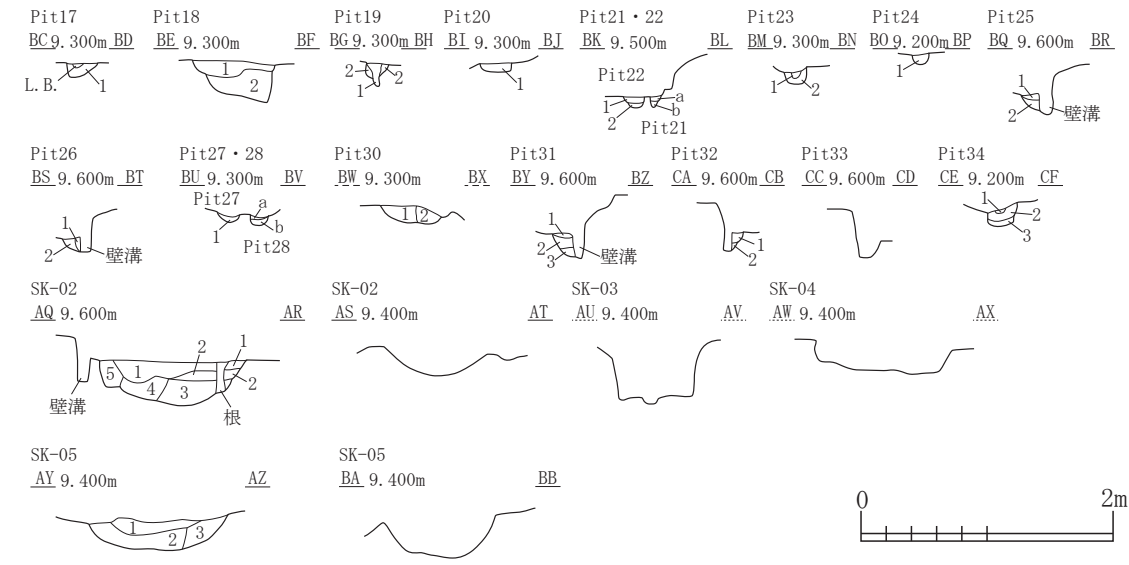 Pit17 Pit18 Pit19 Pit20 Pit21・22 Pit23 Pit24 Pit25
BC 9.300m BD BE 9.300m BF BG 9.300m BH BI 9.300m BJ BK 9.500m BL BM 9.300m BN BO 9.200m BP BQ 9.600m BR
L.B. 1
1 2
2 1 2
1
Pit22
1 2 a b
Pit21
1 2
1
1 2 壁溝
Pit26 Pit27・28 Pit30 Pit31 Pit32 Pit33 Pit34
BS 9.600m BT BU 9.300m BV BW 9.300m BX BY 9.600m BZ CA 9.600m CB CC 9.600m CD CE 9.200m CF
1 2 壁溝
Pit27 a
1 b
Pit28
1 2
1 2 3 壁溝
1 2
1 2 3
SK-02 SK-02 SK-03 SK-04
AQ 9.600m AR AS 9.400m AT AU 9.400m AV AW 9.400m AX
2 1
5 1 4 3 2
壁溝 根
SK-05 SK-05
AY 9.400m AZ BA 9.400m BB
1 2 3
0 2m